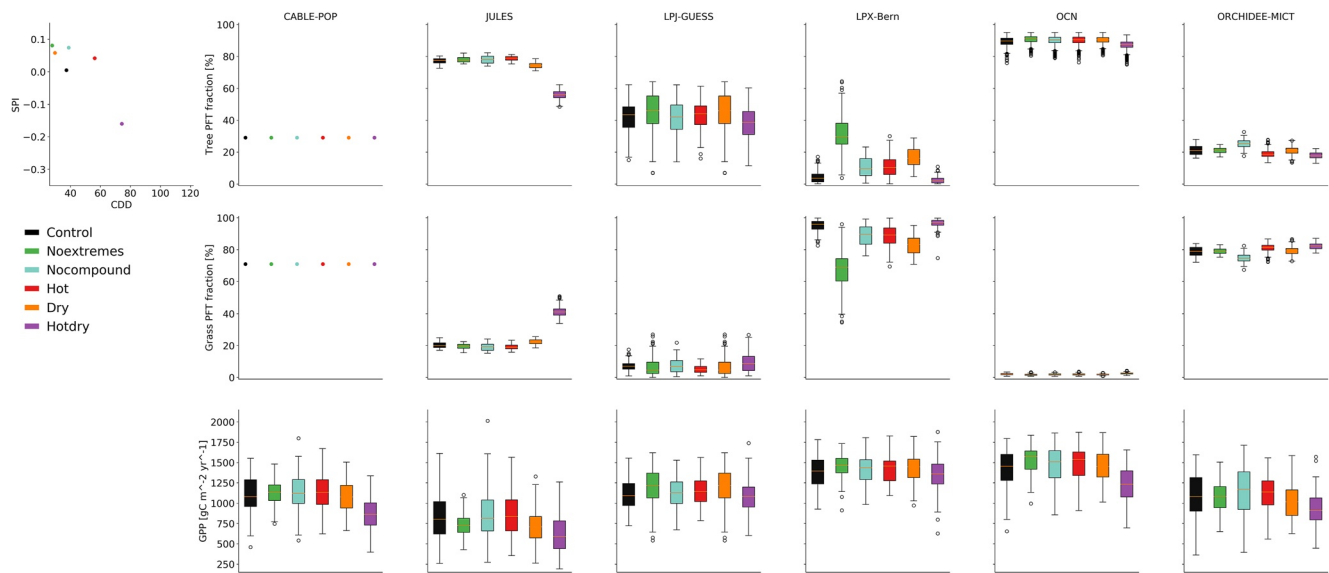 CABLE-POP
JULES
LPJ-GUESS
LPX-Bern
OCN
ORCHIDEE-MICT
SPI
0.1
0.0
−0.1
−0.2
−0.3
40
60
80
100
120
CDD
Control
Noextremes
Nocompound
Hot
Dry
Hotdry
Tree PFT fraction [%]
100
80
60
40
20
0
Grass PFT fraction [%]
100
80
60
40
20
0
GPP [gC m^-2 yr^-1]
2000
1750
1500
1250
1000
750
500
250